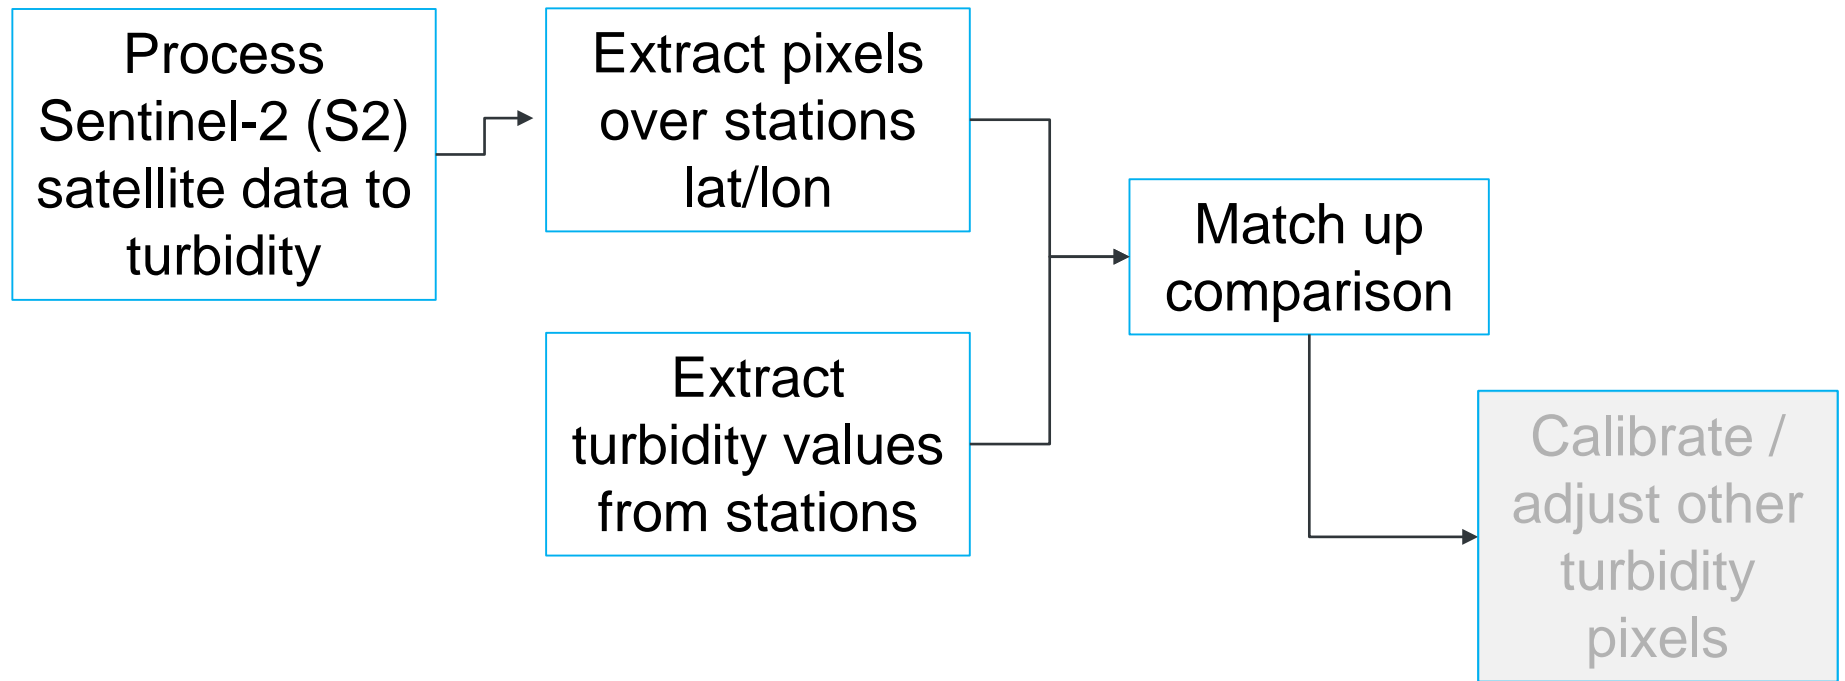 Process
Sentinel-2 (S2)
satellite data to
turbidity
Extract pixels
over stations
lat/lon
Extract
turbidity values
from stations
Match up
comparison
Calibrate /
adjust other
turbidity
pixels